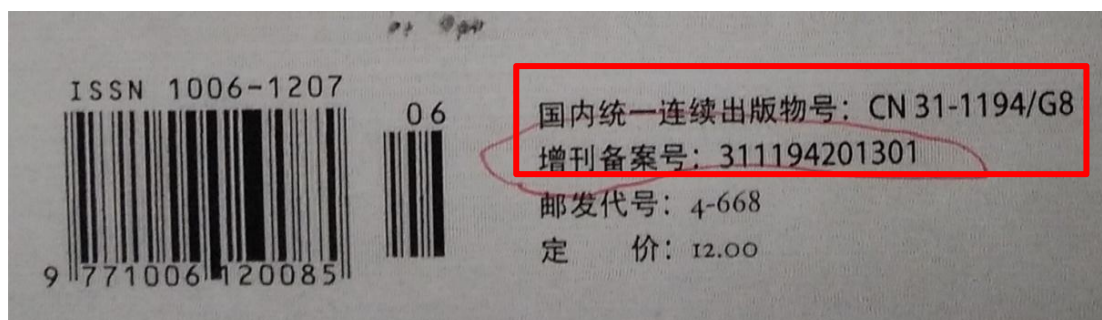 ISSN 1006-1207
06
9 771006 120085
国内统一连续出版物号：CN 31-1194/G8
增刊备案号：311194201301
邮发代号：4-668
定 价：12.00